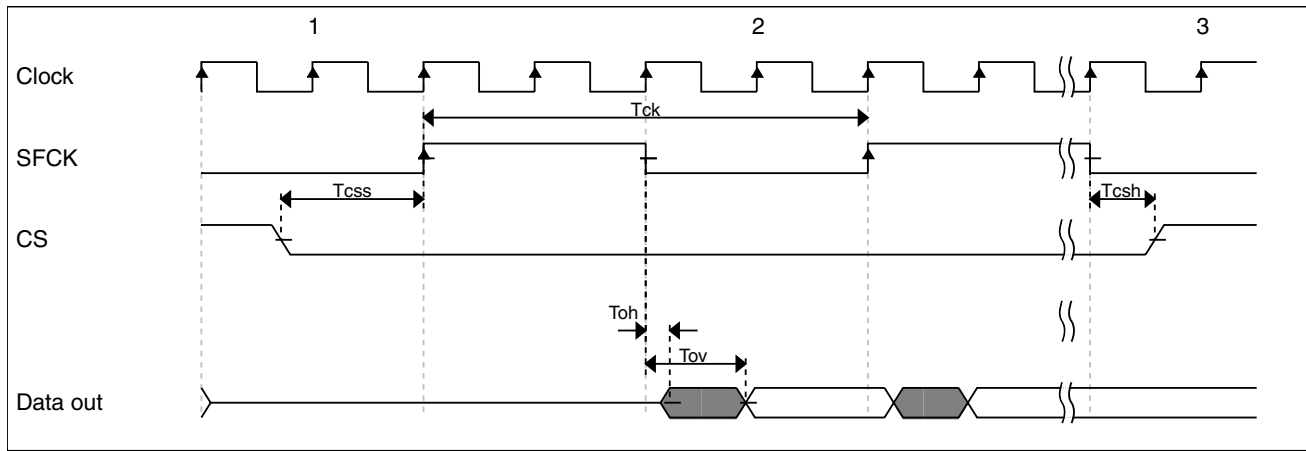 1 2 3
Clock
Tck
SFCK
Tcss Tcsh
CS
Toh
Tov
Data out